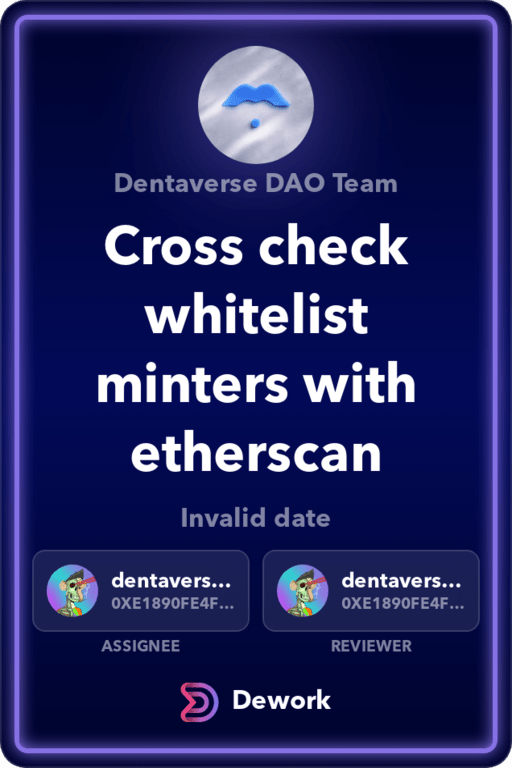 Dentaverse DAO Team
Cross check
whitelist
minters with
etherscan
Invalid date
dentavers...
0XE1890FE4F...
dentavers...
0XE1890FE4F...
ASSIGNEE
REVIEWER
Dework